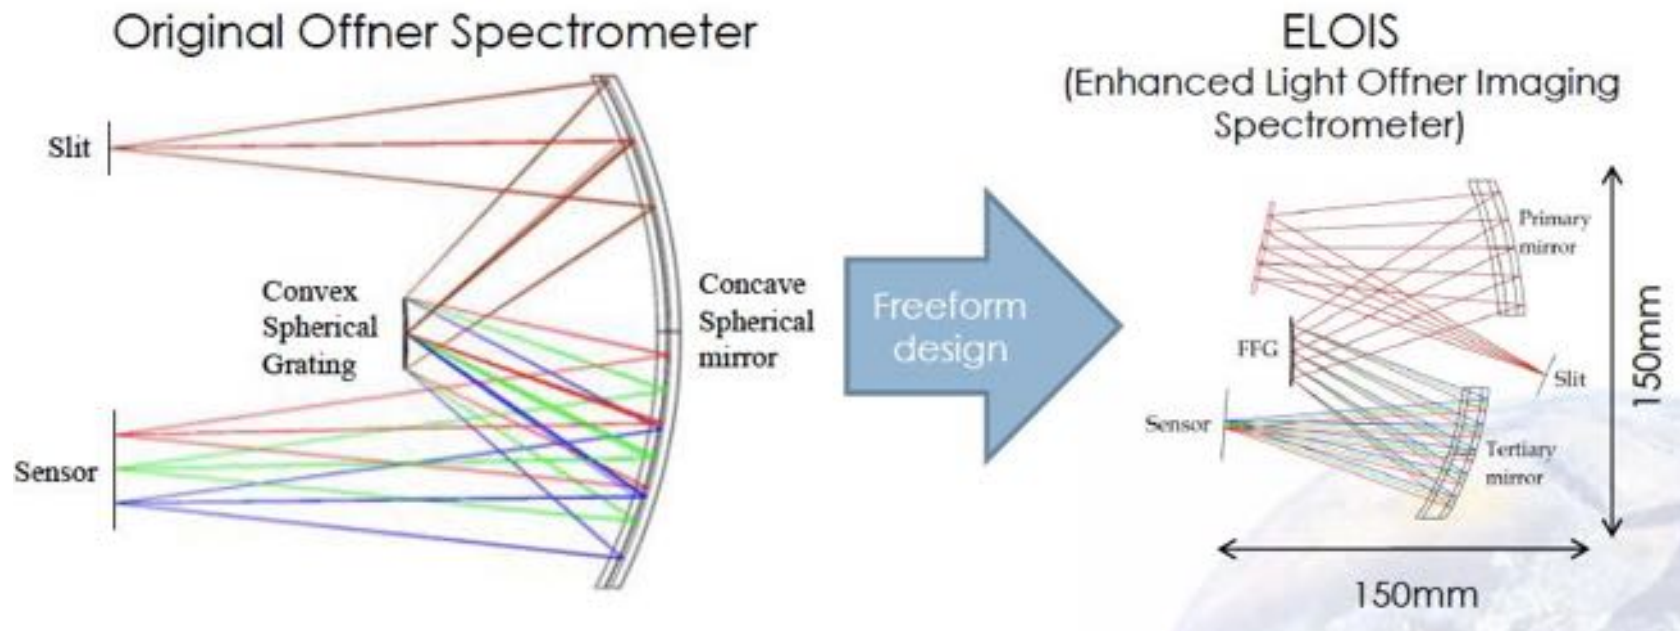 Original Offner Spectrometer
Slit
Convex
Spherical
Grating
Concave
Spherical
mirror
Sensor
Freeform
design
ELOIS
(Enhanced Light Offner Imaging
Spectrometer)
Primary
mirror
FFG
Slit
Sensor
Tertiary
mirror
150mm
150mm